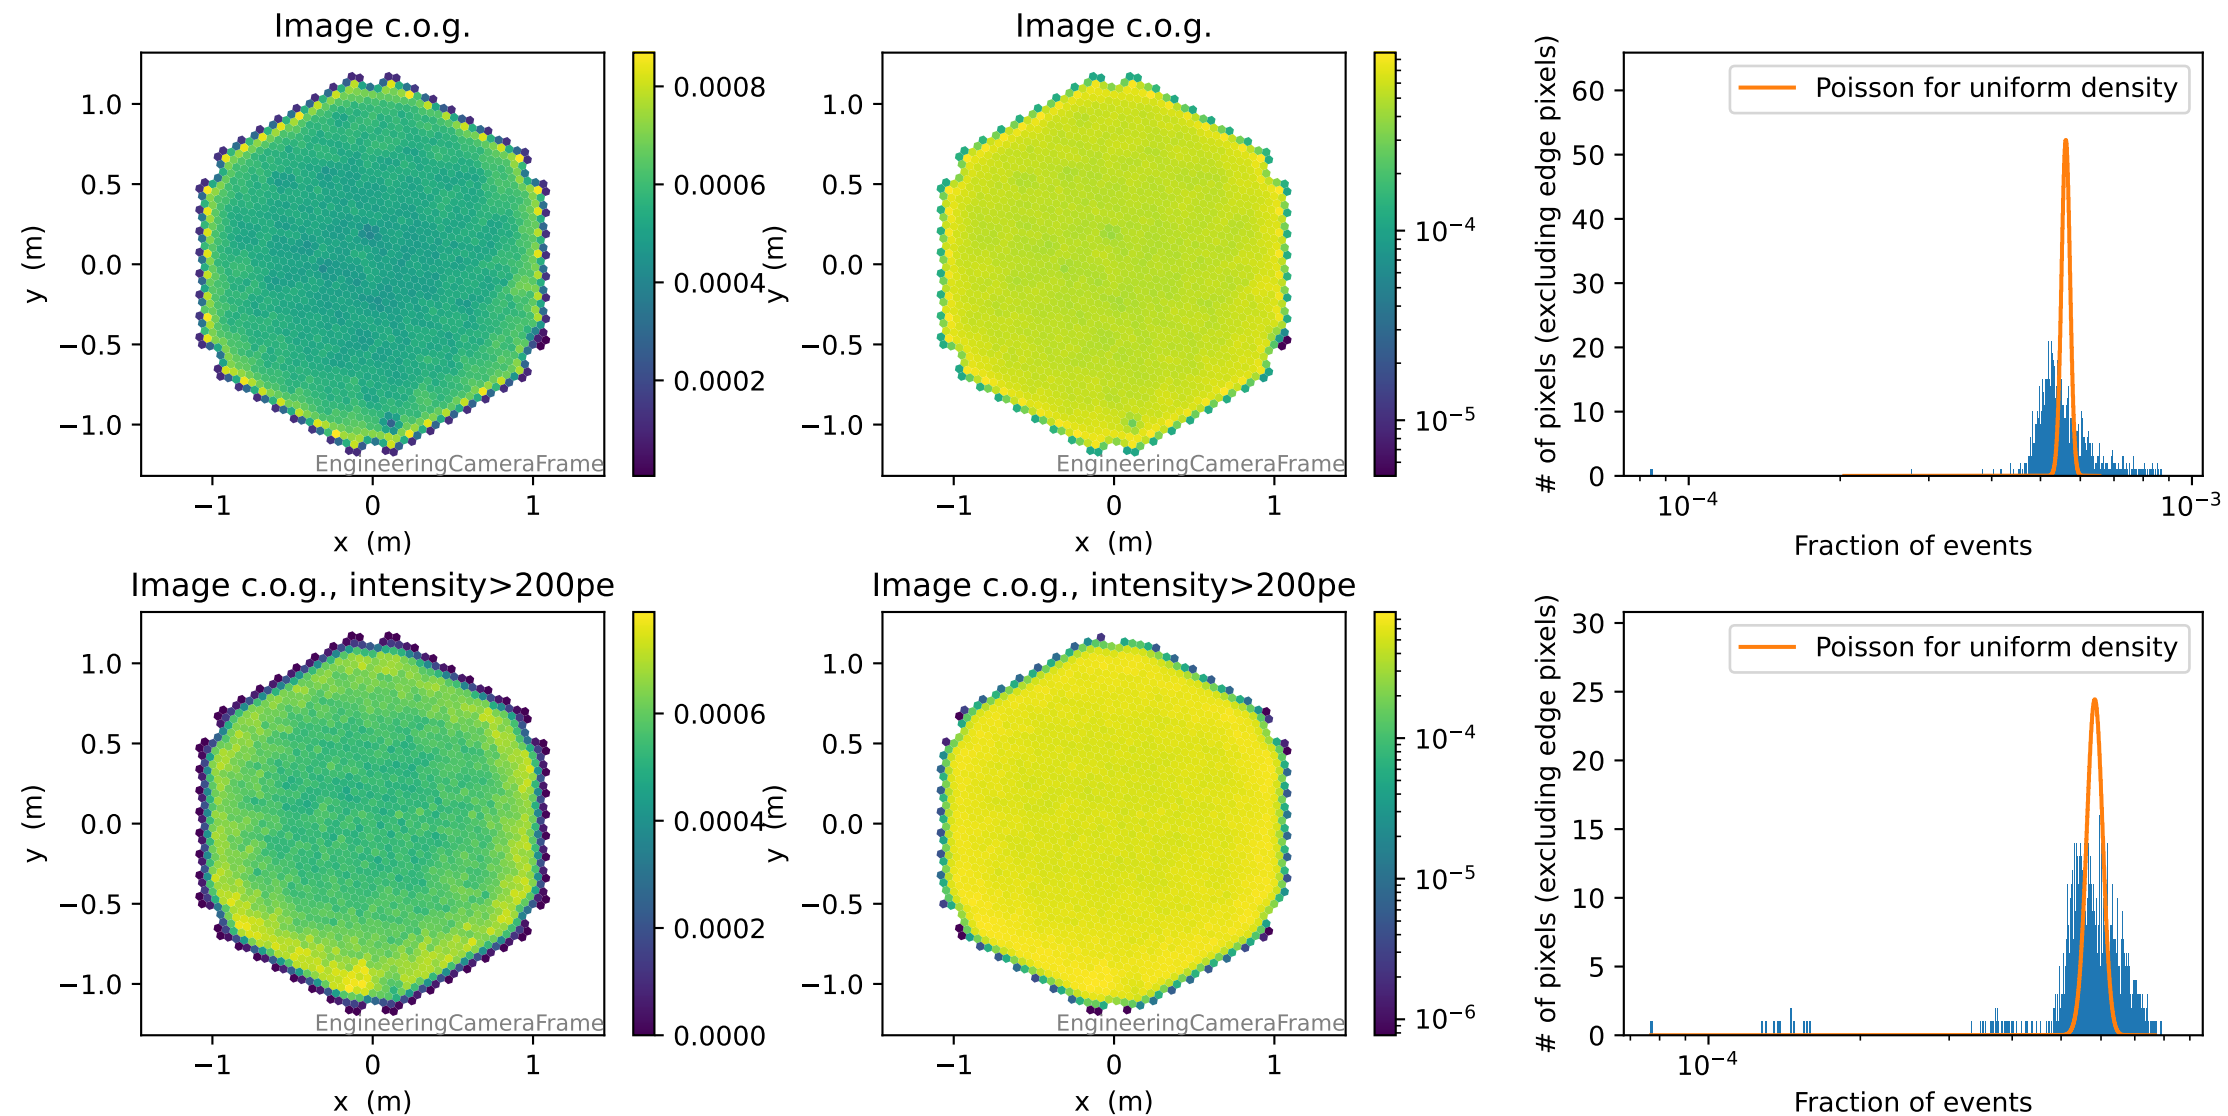 Image c.o.g.
y (m)
1.0
0.5
0.0
−0.5
−1.0
−1
0
1
x (m)
EngineeringCameraFrame
0.0008
0.0006
0.0004
0.0002
Image c.o.g.
y (m)
1.0
0.5
0.0
−0.5
−1.0
−1
0
1
x (m)
EngineeringCameraFrame
10−4
10−5
# of pixels (excluding edge pixels)
60
50
40
30
20
10
0
Poisson for uniform density
10−4
10−3
Fraction of events
Image c.o.g., intensity>200pe
y (m)
1.0
0.5
0.0
−0.5
−1.0
−1
0
1
x (m)
EngineeringCameraFrame
0.0006
0.0004
0.0002
0.0000
Image c.o.g., intensity>200pe
y (m)
1.0
0.5
0.0
−0.5
−1.0
−1
0
1
x (m)
EngineeringCameraFrame
10−4
10−5
10−6
# of pixels (excluding edge pixels)
30
25
20
15
10
5
0
Poisson for uniform density
10−4
Fraction of events